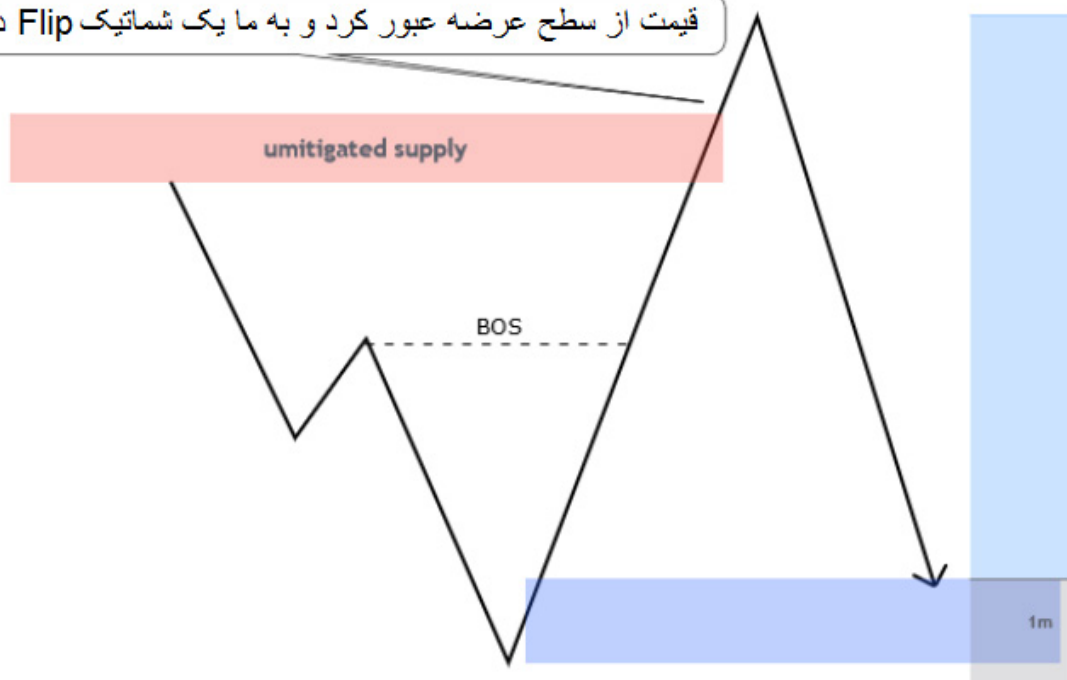 قیمت از سطح عرضه عبور کرد و به ما یک شماتیک Flip
umitigated supply
BOS
1m